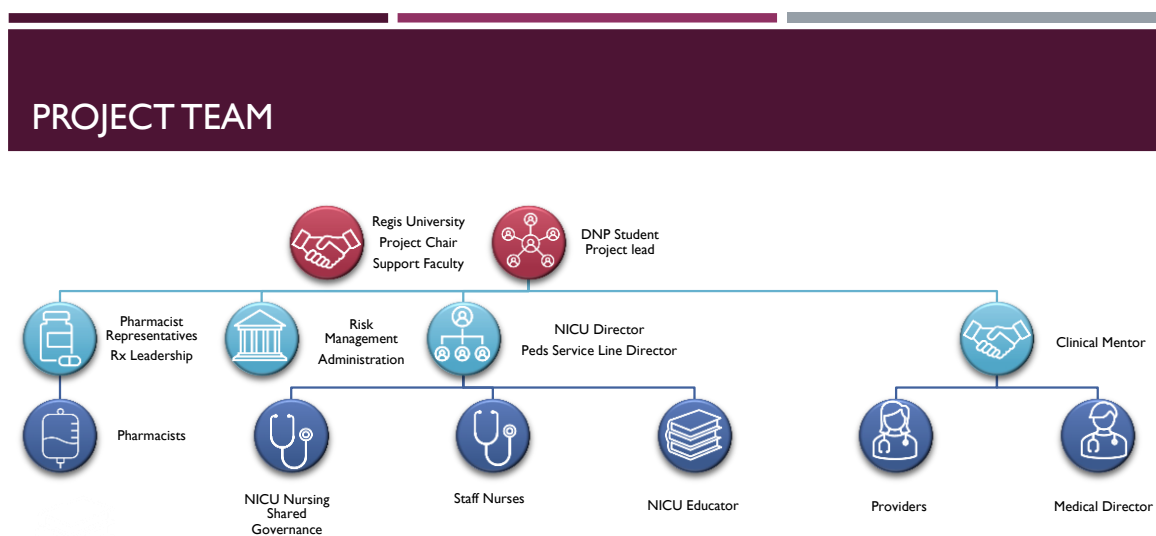 PROJECT TEAM
Regis University
Project Chair
Support Faculty
DNP Student
Project lead
Pharmacist
Representatives
Rx Leadership
Risk
Management
Administration
NICU Director
Peds Service Line Director
Clinical Mentor
Pharmacists
NICU Nursing
Shared
Governance
Staff Nurses
NICU Educator
Providers
Medical Director